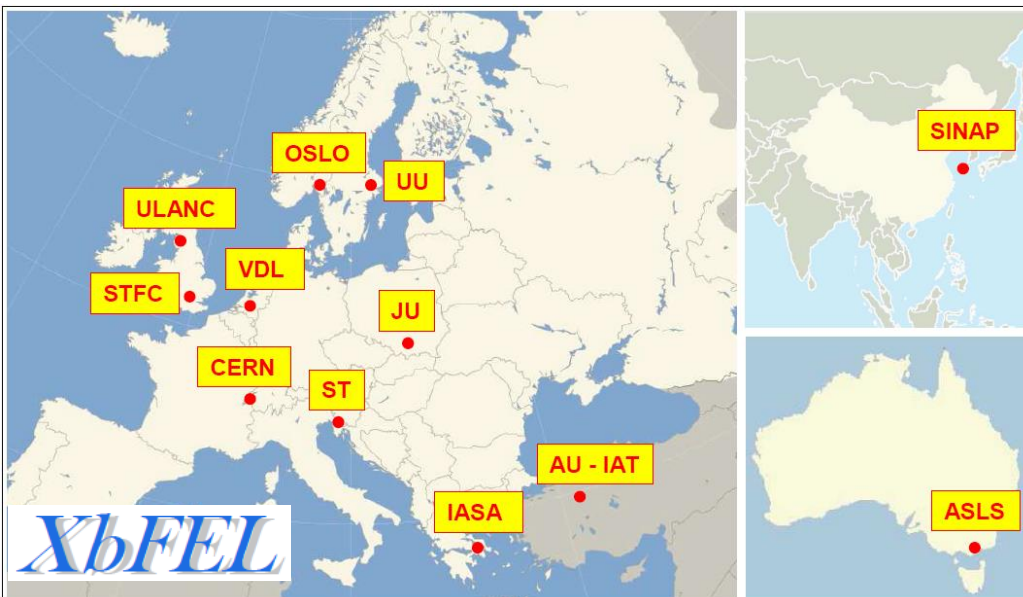 OSLO
UU
ULANC
VDL
STFC
JU
CERN
ST
AU - IAT
IASA
XbFEL
SINAP
ASLS